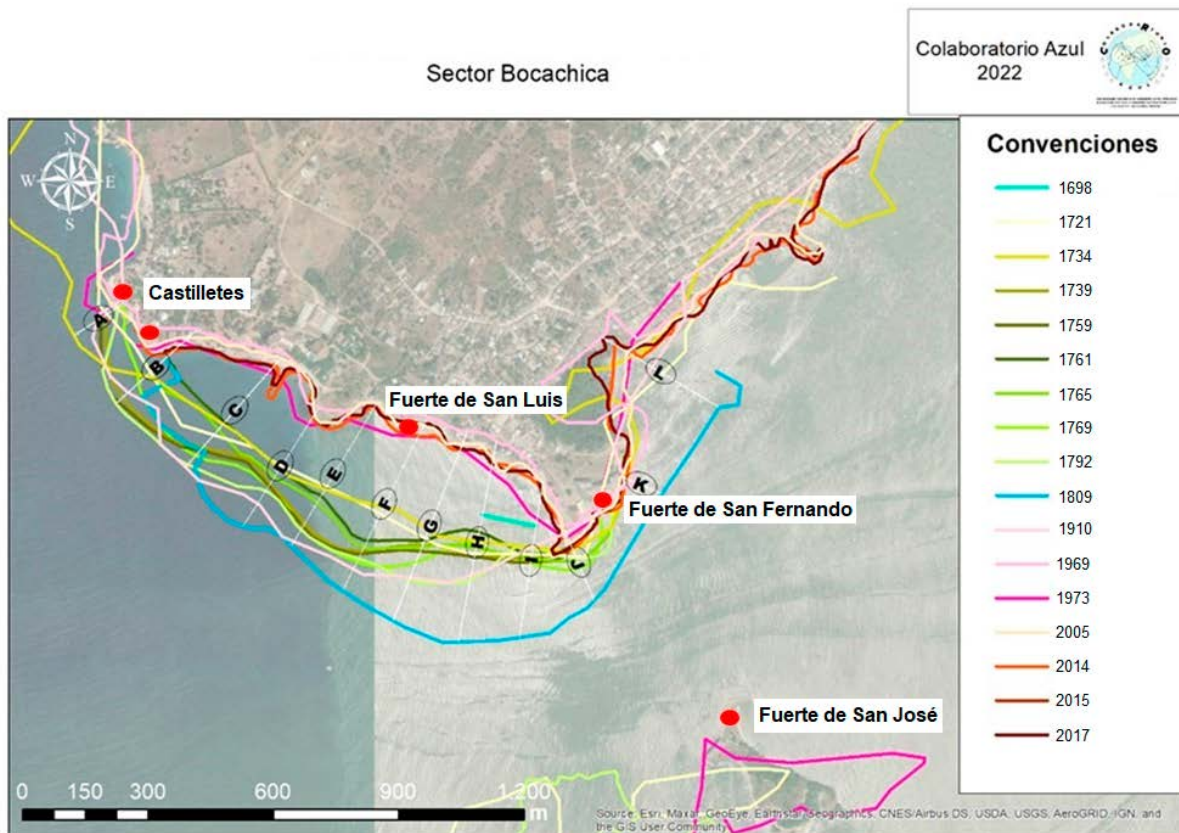 Sector Bocachica
Colaboratorio Azul
2022
N
W E
S
Castilletes
Fuerte de San Luis
Fuerte de San Fernando
Fuerte de San José
A
B
C
D
E
F
G
H
I
J
K
L
Convenciones
1698
1721
1734
1739
1759
1761
1765
1769
1792
1809
1910
1969
1973
2005
2014
2015
2017
0 150 300 600 900 1.200
m
Source: Esri, Maxar, GeoEye, Earthstar Geographics, CNES/Airbus DS, USDA, USGS, AeroGRID, IGN, and
the GIS User Community